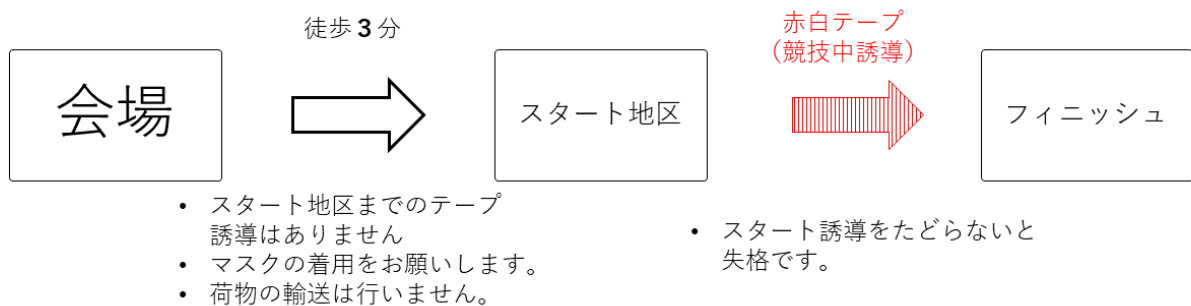 徒歩3分
赤白テープ
（競技中誘導）
会場
スタート地区
フィニッシュ
• スタート地区までのテープ
誘導はありません
• マスクの着用をお願いします。
• 荷物の輸送は行いません。
• スタート誘導をたどらないと
失格です。